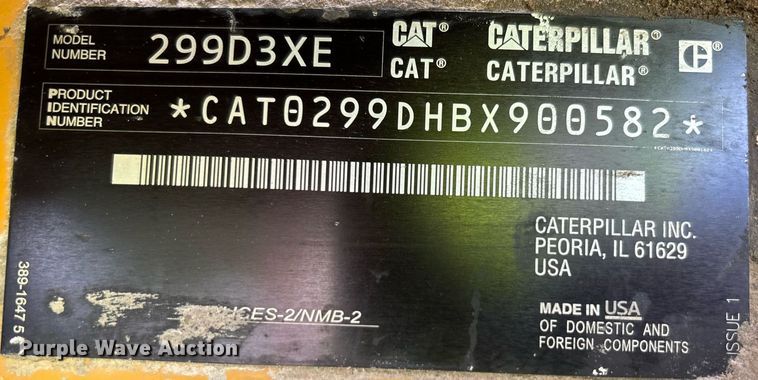 MODEL NUMBER 299D3XE
CAT® CATERPILLAR®
CAT® CATERPILLAR®
PRODUCT IDENTIFICATION NUMBER *CAT0299DHBX900582*
CATERPILLAR INC.
PEORIA, IL 61629
USA
389-1647 5
CES-2/NMB-2
MADE IN USA
OF DOMESTIC AND
FOREIGN COMPONENTS
ISSUE 1
Purple Wave Auction